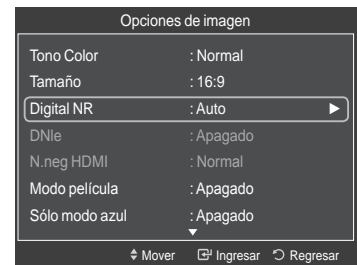 Opciones de imagen
Tono Color : Normal
Tamaño : 16:9
Digital NR : Auto ►
DNIe : Apagado
N.neg HDMI : Normal
Modo película : Apagado
Sólo modo azul : Apagado
▼
Mover Ingresar Regresar